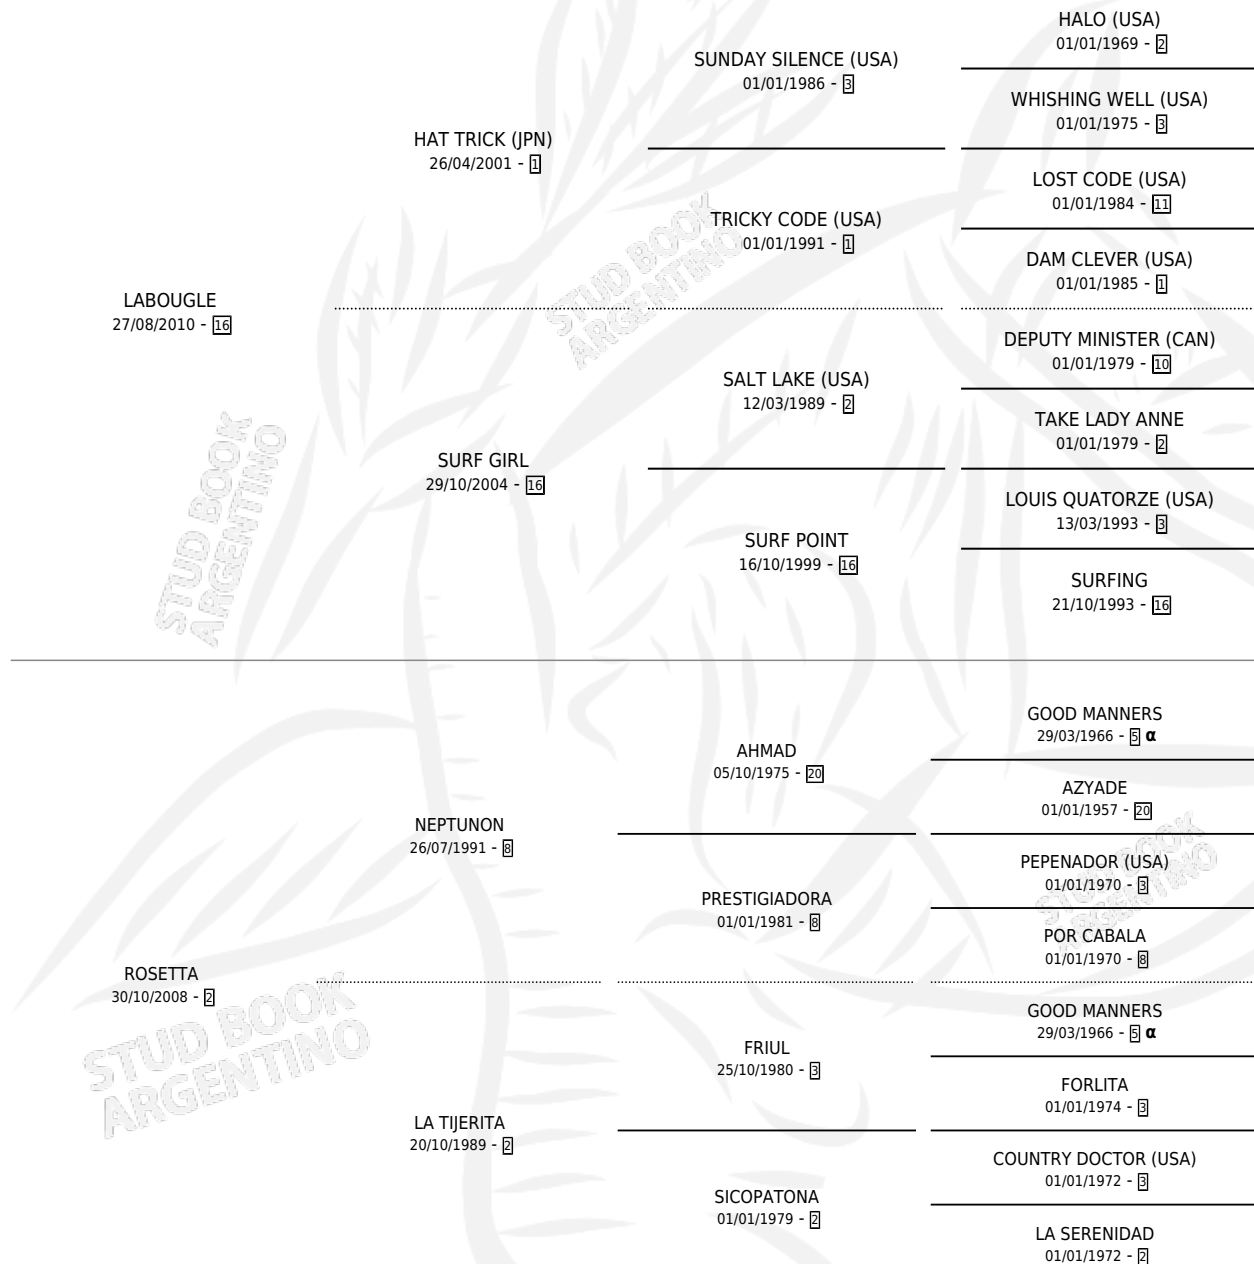 HALO (USA)
01/01/1969 - 2
SUNDAY SILENCE (USA)
01/01/1986 - 3
WHISHING WELL (USA)
01/01/1975 - 3
HAT TRICK (JPN)
26/04/2001 - 1
LOST CODE (USA)
01/01/1984 - 11
TRICKY CODE (USA)
01/01/1991 - 1
DAM CLEVER (USA)
01/01/1985 - 1
LABOUGLE
27/08/2010 - 16
DEPUTY MINISTER (CAN)
01/01/1979 - 10
SALT LAKE (USA)
12/03/1989 - 2
TAKE LADY ANNE
01/01/1979 - 2
SURF GIRL
29/10/2004 - 16
LOUIS QUATORZE (USA)
13/03/1993 - 3
SURF POINT
16/10/1999 - 16
SURFING
21/10/1993 - 16
GOOD MANNERS
29/03/1966 - 5 α
AHMAD
05/10/1975 - 20
AZYADE
01/01/1957 - 20
NEPTUNON
26/07/1991 - 8
PEPENADOR (USA)
01/01/1970 - 3
PRESTIGIADORA
01/01/1981 - 8
POR CABALA
01/01/1970 - 8
ROSETTA
30/10/2008 - 2
GOOD MANNERS
29/03/1966 - 5 α
FRIUL
25/10/1980 - 3
FORLITA
01/01/1974 - 3
LA TIJERITA
20/10/1989 - 2
COUNTRY DOCTOR (USA)
01/01/1972 - 3
SICOPATONA
01/01/1979 - 2
LA SERENIDAD
01/01/1972 - 2
STUD BOOK
ARGENTINO
STUD BOOK
ARGENTINO
STUD BOOK
ARGENTINO
STUD BOOK
ARGENTINO